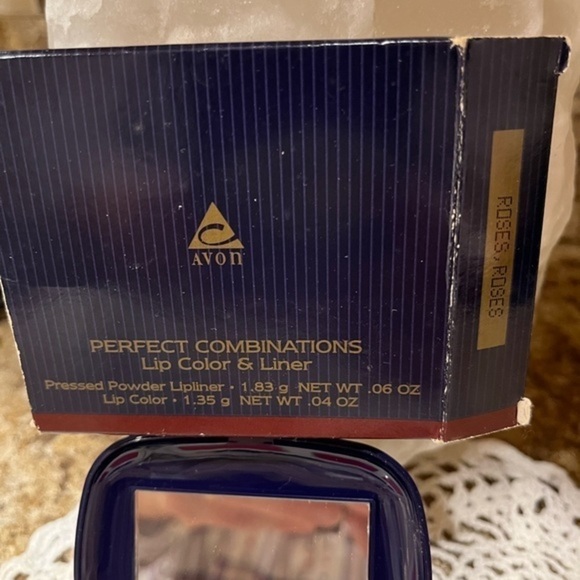 AVON
PERFECT COMBINATIONS
Lip Color & Liner
Pressed Powder Lipliner • 1.83 g NET WT .06 OZ
Lip Color • 1.35 g NET WT .04 OZ
ROSES, ROSES